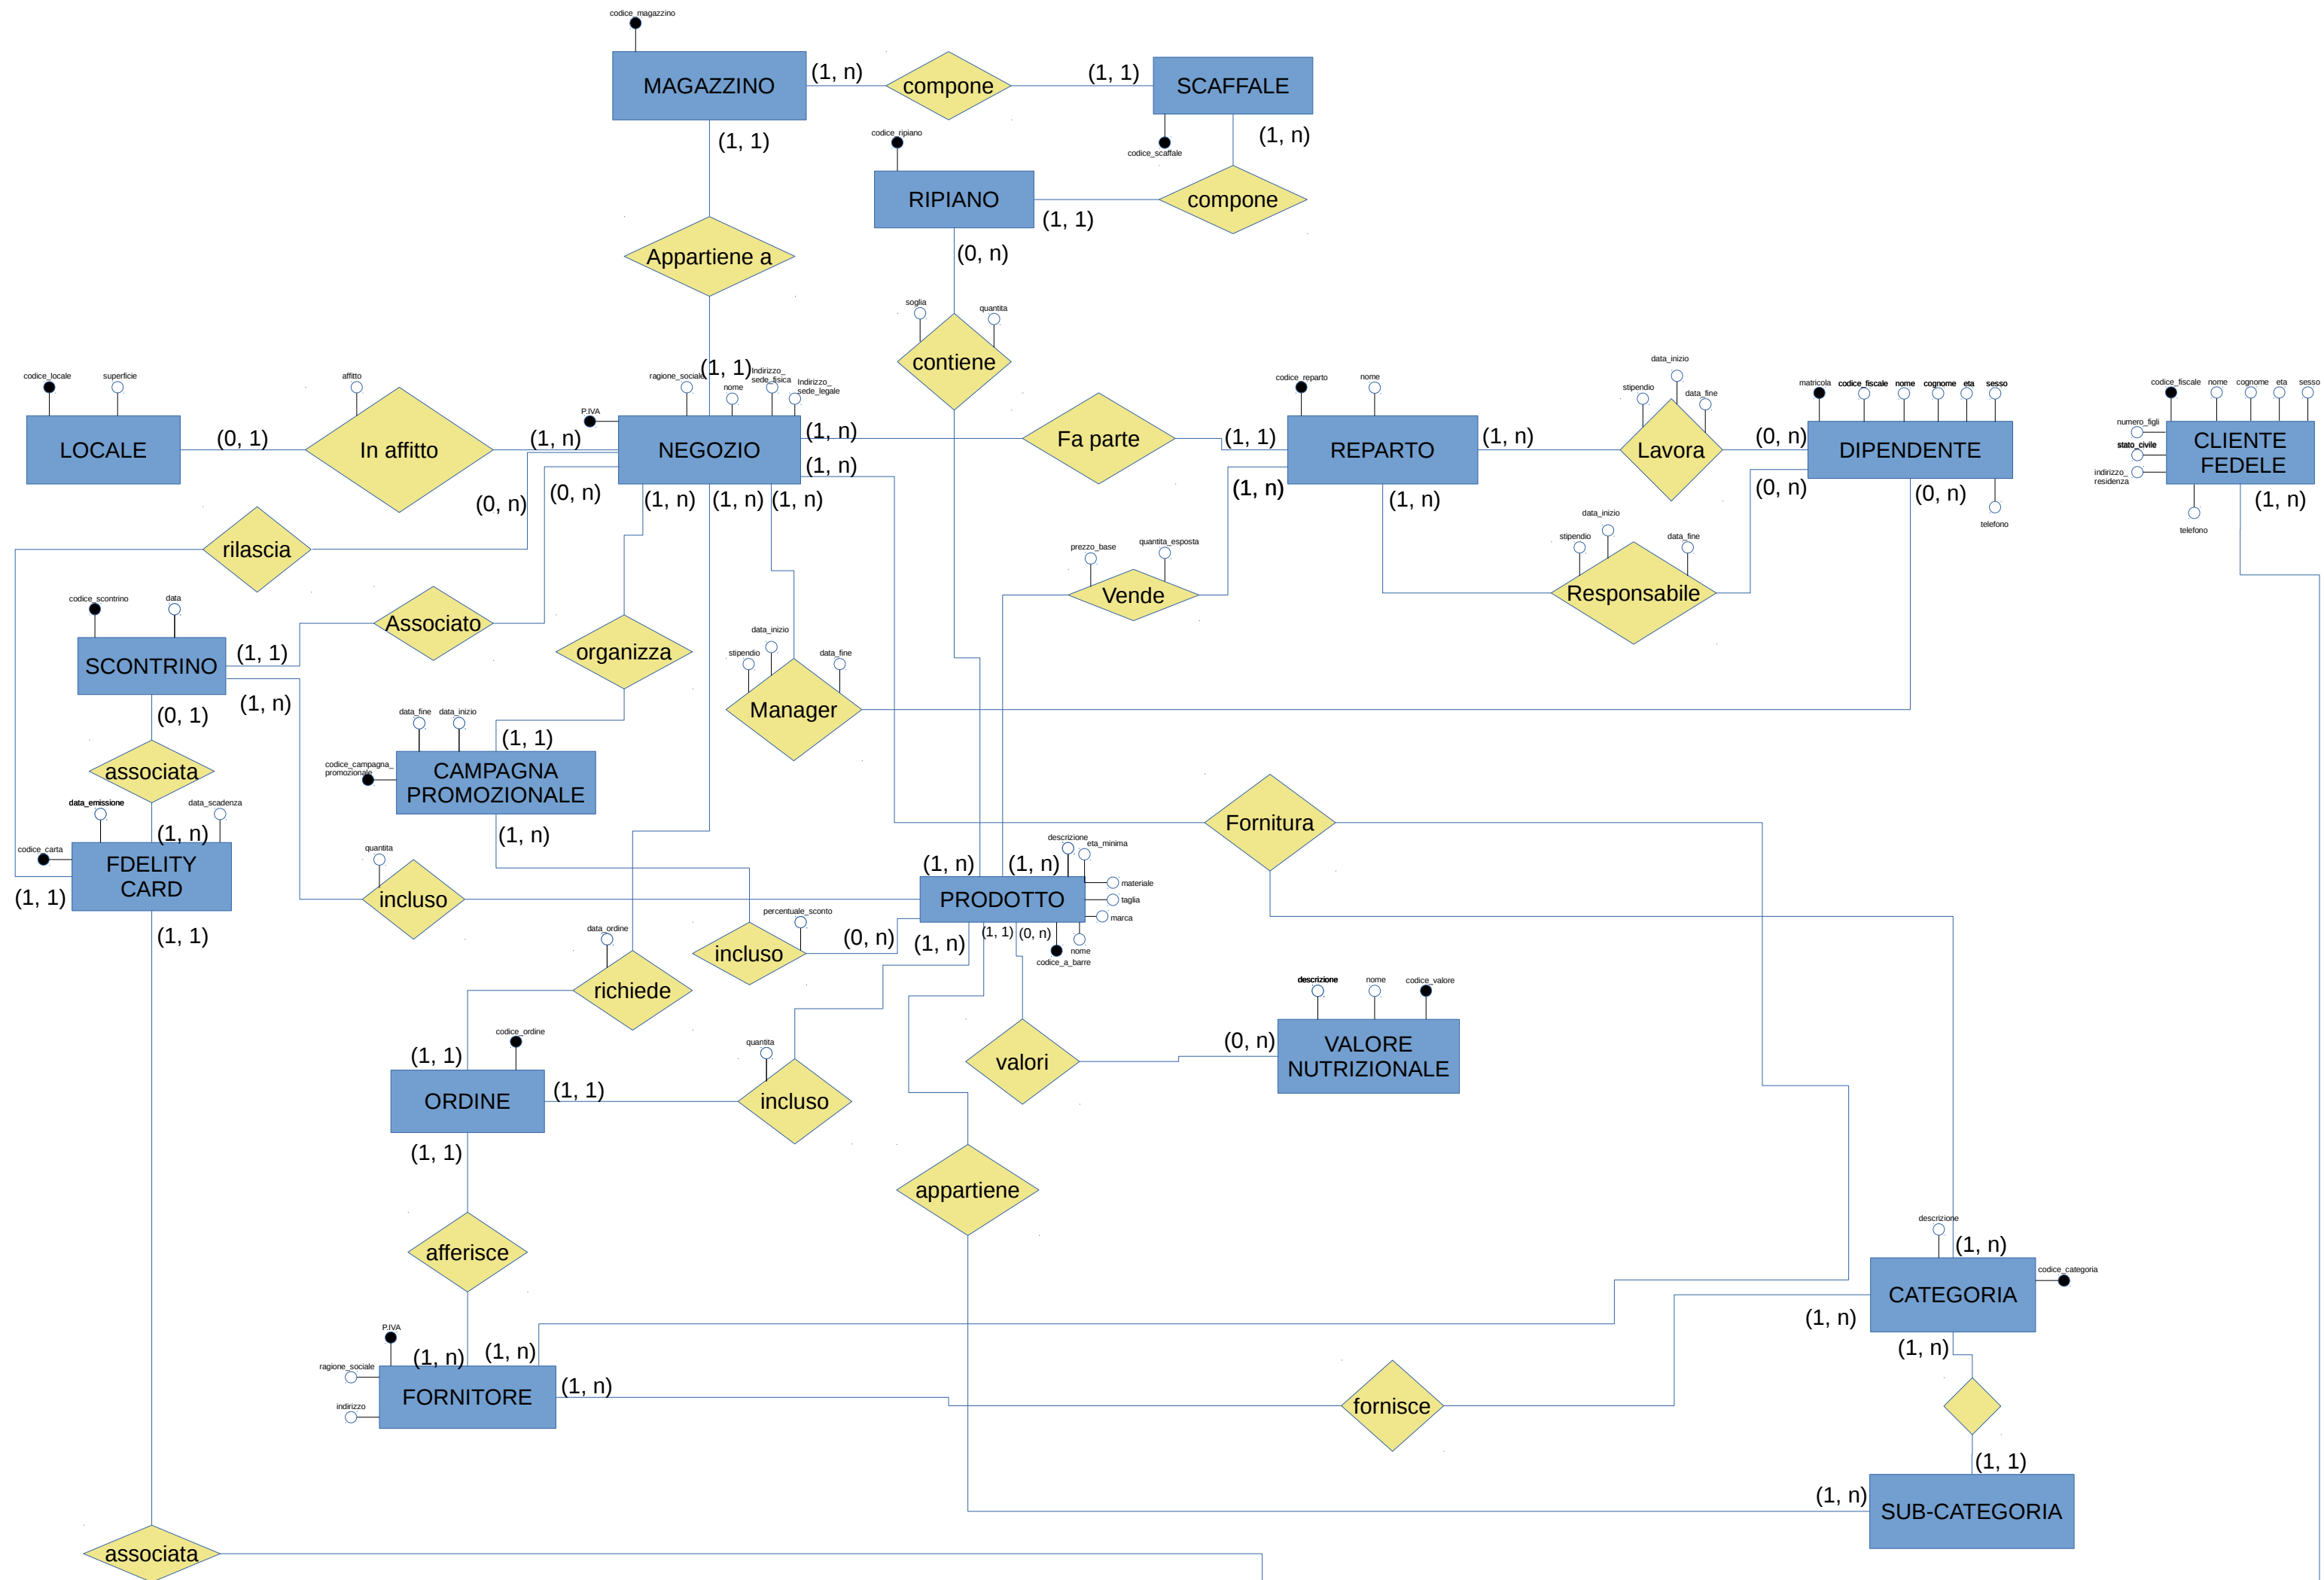 codice_magazzino
MAGAZZINO
(1, n)
compone
(1, 1)
SCAFFALE
(1, 1)
codice_ripiano
codice_scaffale
(1, n)
RIPIANO
(1, 1)
compone
Appartiene a
(0, n)
soglia
quantita
contiene
(1, 1)
codice_locale
superficie
affitto
ragione_sociale
nome
Indirizzo_
sede_fisica
Indirizzo_
sede_legale
P.IVA
LOCALE
(0, 1)
In affitto
(1, n)
NEGOZIO
(1, n)
(1, n)
Fa parte
(1, 1)
codice_reparto
nome
REPARTO
(1, n)
data_inizio
stipendio
data_fine
Lavora
(0, n)
matricola
codice_fiscale
nome
cognome
eta
sesso
DIPENDENTE
codice_fiscale
nome
cognome
eta
sesso
numero_figli
stato_civile
indirizzo_
residenza
CLIENTE
FEDELE
(0, n)
(0, n)
(1, n)
(1, n)
(1, n)
(1, n)
(1, n)
(0, n)
(0, n)
(1, n)
telefono
telefono
rilascia
prezzo_base
quantita_esposta
Vende
data_inizio
stipendio
data_fine
Responsabile
codice_scontrino
data
Associato
SCONTRINO
(1, 1)
organizza
data_inizio
stipendio
data_fine
Manager
(0, 1)
(1, n)
data_fine
data_inizio
(1, 1)
associata
codice_campagna_
promozionale
CAMPAGNA
PROMOZIONALE
data_emissione
data_scadenza
(1, n)
(1, n)
Fornitura
codice_carta
FDELITY
CARD
(1, 1)
quantita
incluso
(1, n)
(1, n)
descrizione
eta_minima
materiale
taglia
marca
PRODOTTO
(1, 1)
percentuale_sconto
incluso
(0, n)
(1, n)
(1, 1)
(0, n)
nome
codice_a_barre
data_ordine
richiede
descrizione
nome
codice_valore
codice_ordine
(1, 1)
quantita
valori
(0, n)
VALORE
NUTRIZIONALE
ORDINE
(1, 1)
incluso
(1, 1)
appartiene
afferisce
descrizione
(1, n)
codice_categoria
CATEGORIA
(1, n)
P.IVA
(1, n)
(1, n)
(1, n)
ragione_sociale
FORNITORE
(1, n)
indirizzo
fornisce
(1, 1)
(1, n)
SUB-CATEGORIA
associata